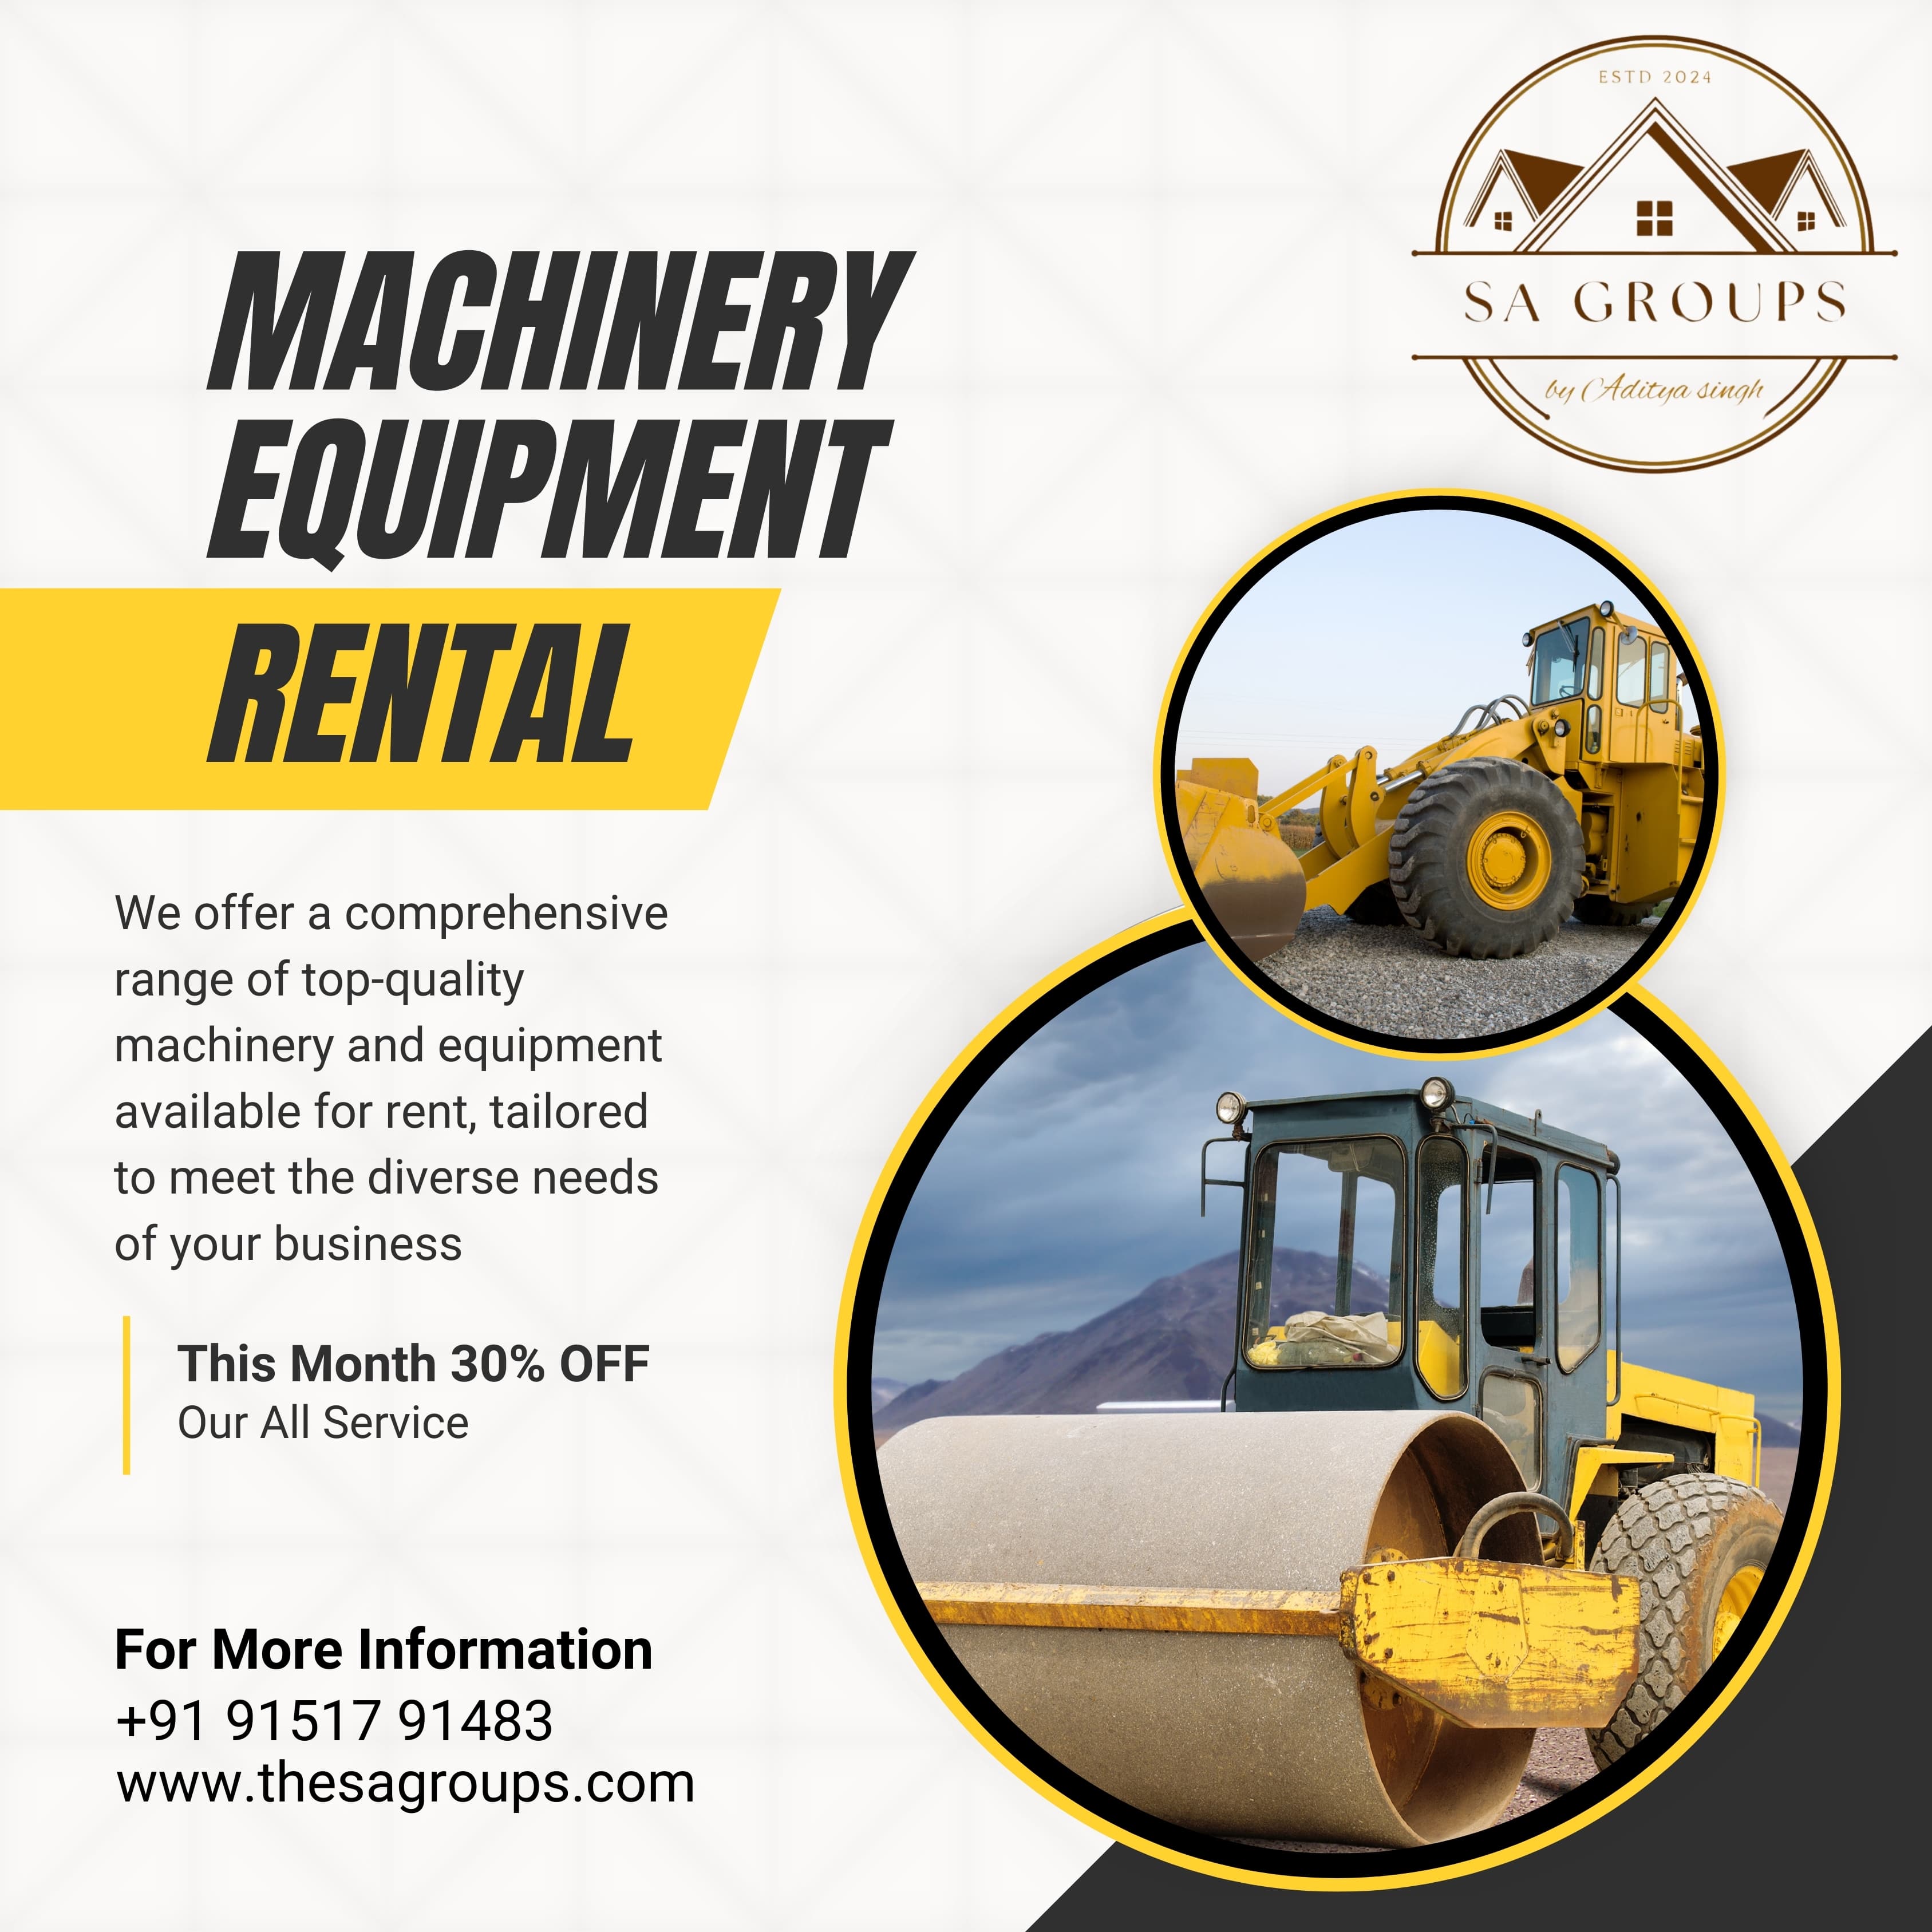 ESTD 2024
SA GROUPS
by Aditya singh
MACHINERY
EQUIPMENT
RENTAL
We offer a comprehensive
range of top-quality
machinery and equipment
available for rent, tailored
to meet the diverse needs
of your business
This Month 30% OFF
Our All Service
For More Information
+91 91517 91483
www.thesagroups.com